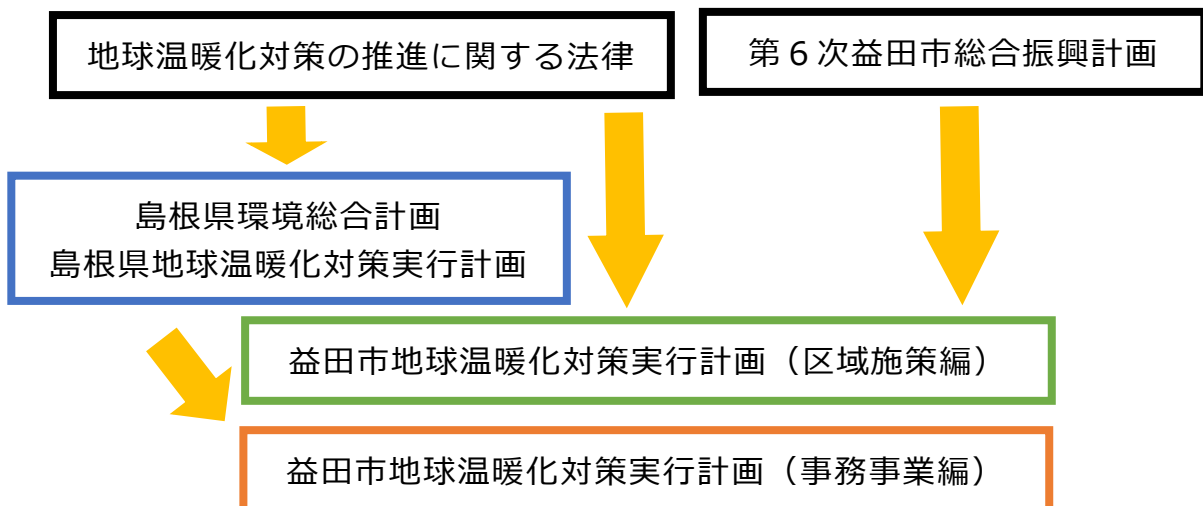 地球温暖化対策の推進に関する法律
第6次益田市総合振興計画
島根県環境総合計画
島根県地球温暖化対策実行計画
益田市地球温暖化対策実行計画（区域施策編）
益田市地球温暖化対策実行計画（事務事業編）